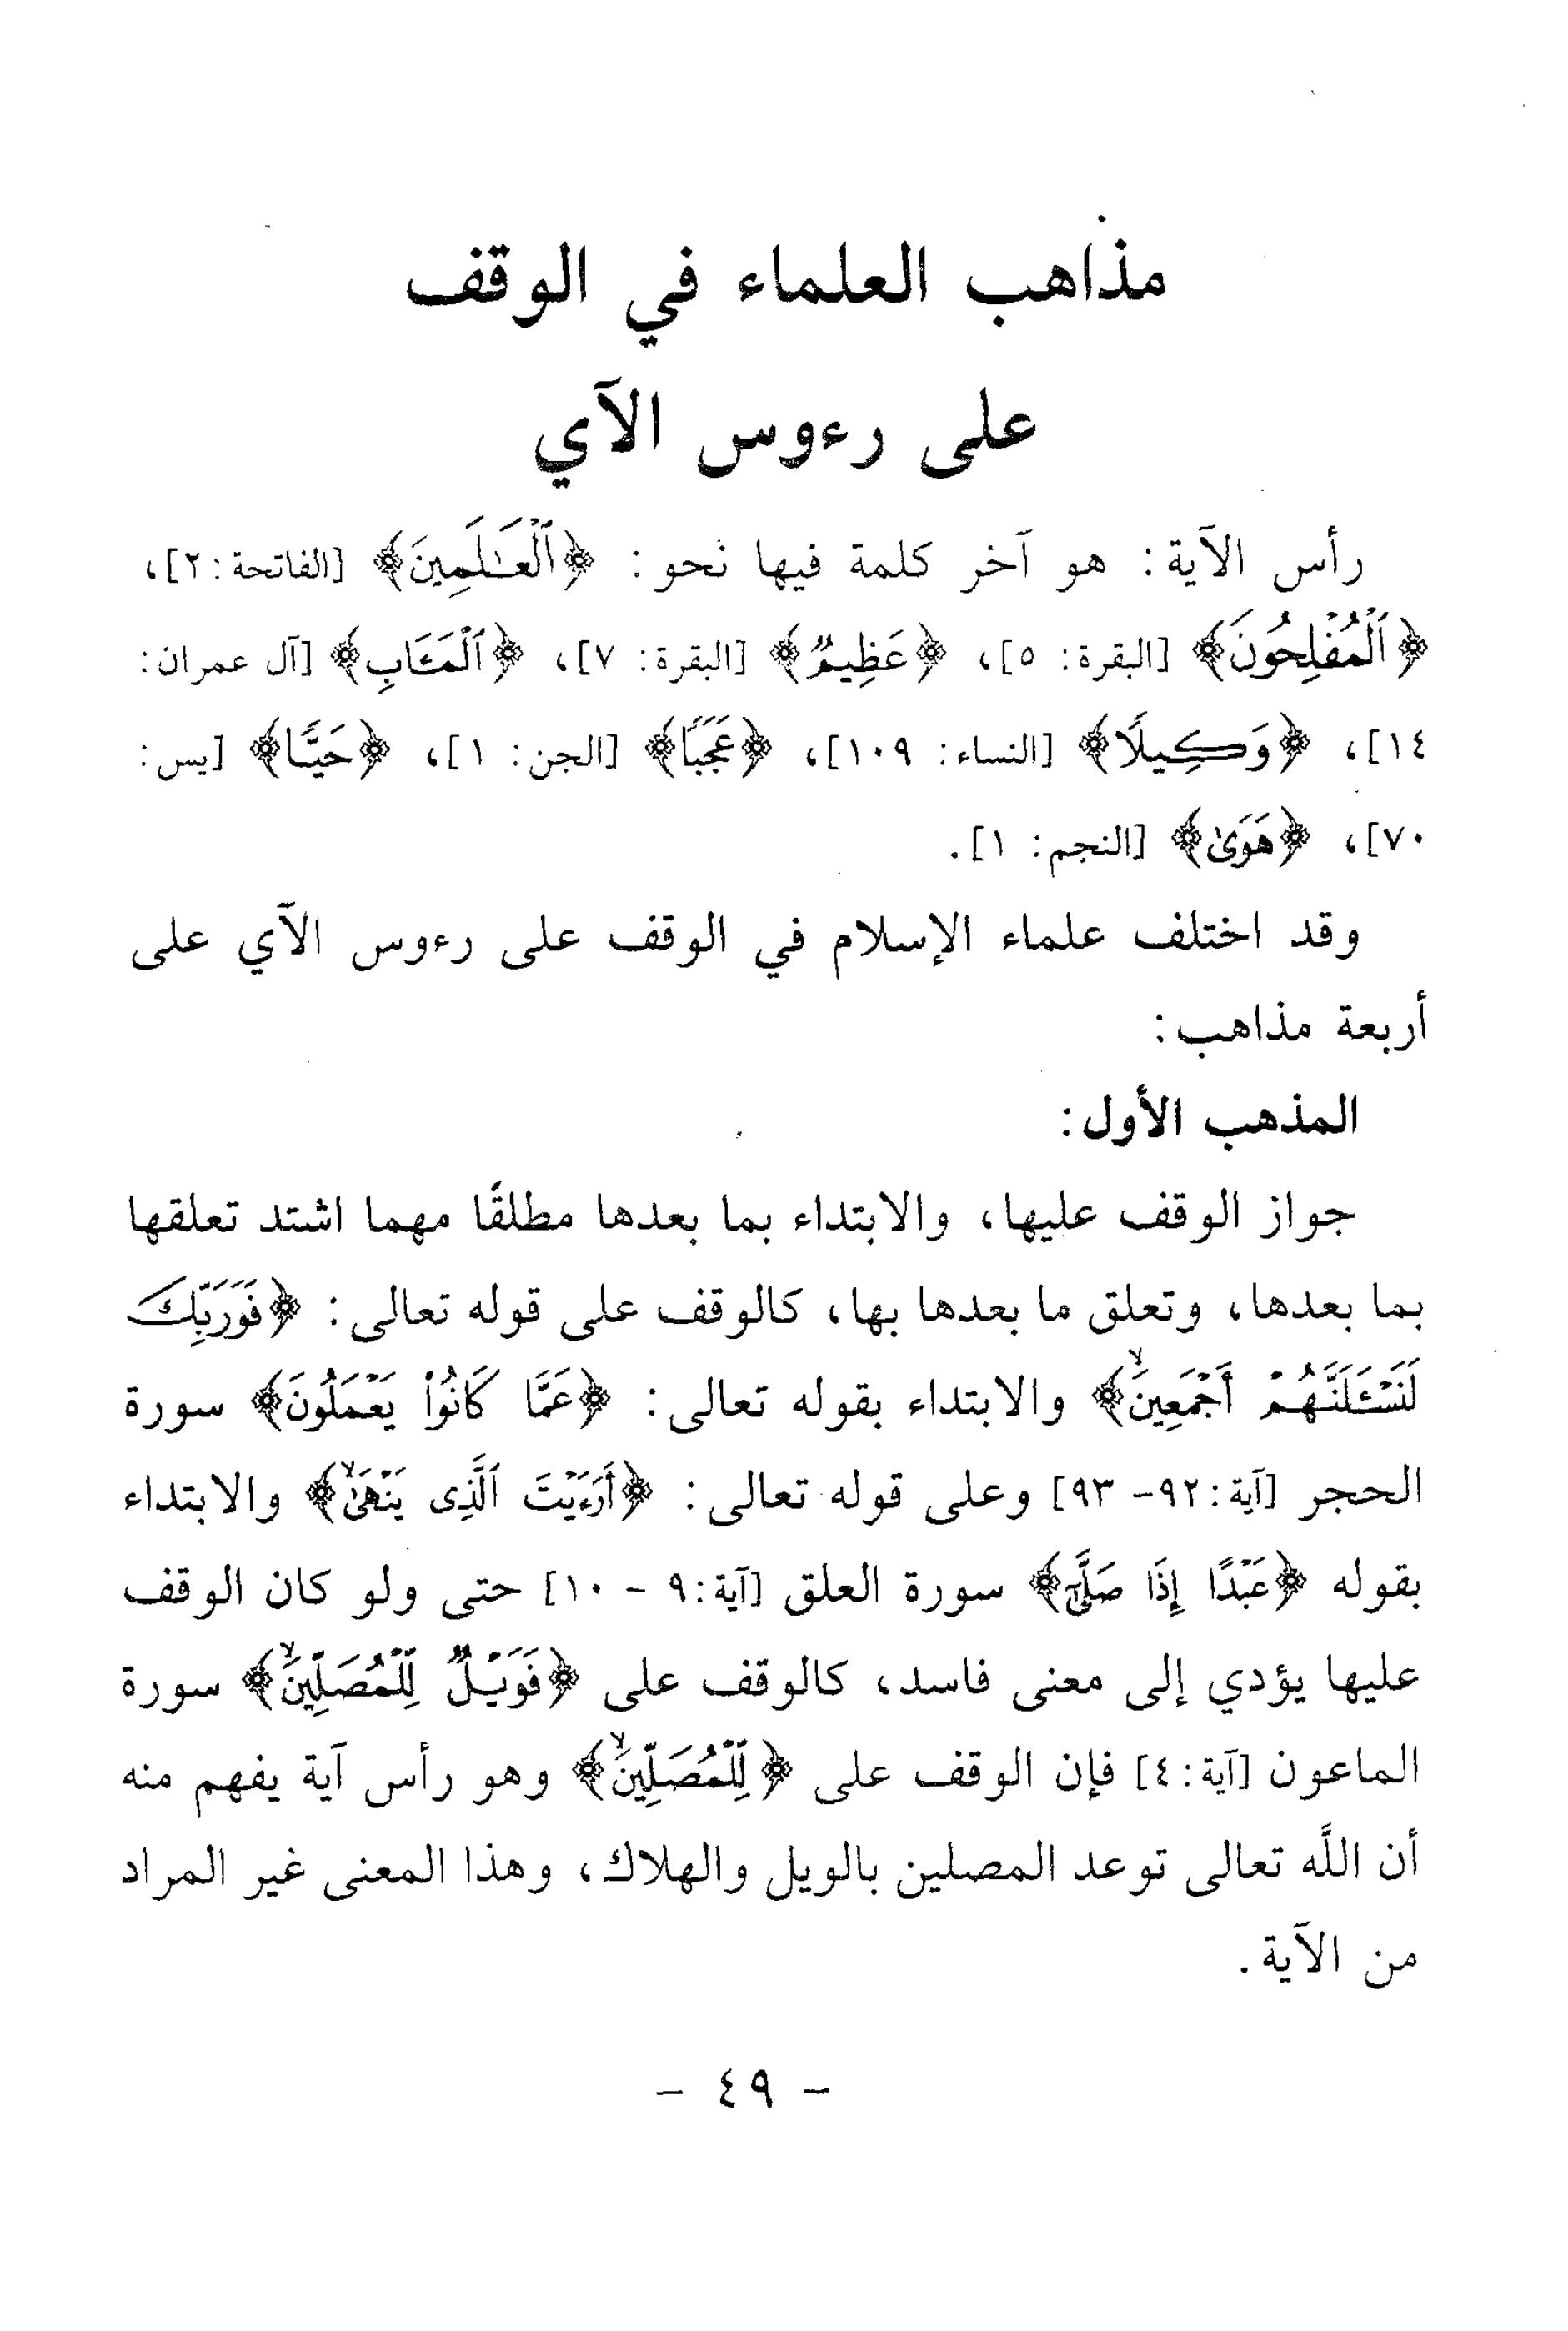 مذاهب العلماء في الوقف
على رءوس الآي
رأس الآية: هو آخر كلمة فيها نحو: ﴿ٱلْعَـٰلَمِينَ﴾ [الفاتحة:٢]،
﴿ٱلْمُفْلِحُونَ﴾ [البقرة: ٥]، ﴿عَظِيمٌ﴾ [البقرة: ٧]، ﴿ٱلْمَـَٔابِ﴾ [آل عمران:
١٤]، ﴿وَكِيلًا﴾ [النساء: ١٠٩]، ﴿عَجَبًا﴾ [الجن: ١]، ﴿حَيًّا﴾ [يس:
٧٠]، ﴿هَوَىٰ﴾ [النجم: ١].
وقد اختلف علماء الإسلام في الوقف على رءوس الآي على
أربعة مذاهب:
المذهب الأول:
جواز الوقف عليها، والابتداء بما بعدها مطلقًا مهما اشتد تعلقها
بما بعدها، وتعلق ما بعدها بها، كالوقف على قوله تعالى: ﴿فَوَرَبِّكَ
لَنَسْـَٔلَنَّهُمْ أَجْمَعِينَۙ﴾ والابتداء بقوله تعالى: ﴿عَمَّا كَانُوا۟ يَعْمَلُونَ﴾ سورة
الحجر [آية:٩٢- ٩٣] وعلى قوله تعالى: ﴿أَرَءَيْتَ ٱلَّذِى يَنْهَىٰۙ﴾ والابتداء
بقوله ﴿عَبْدًا إِذَا صَلَّىٰٓ﴾ سورة العلق [آية:٩ - ١٠] حتى ولو كان الوقف
عليها يؤدي إلى معنى فاسد، كالوقف على ﴿فَوَيْلٌ لِّلْمُصَلِّينَۙ﴾ سورة
الماعون [آية:٤] فإن الوقف على ﴿لِّلْمُصَلِّينَۙ﴾ وهو رأس آية يفهم منه
أن اللَّه تعالى توعد المصلين بالويل والهلاك، وهذا المعنى غير المراد
من الآية.
- ٤٩ -